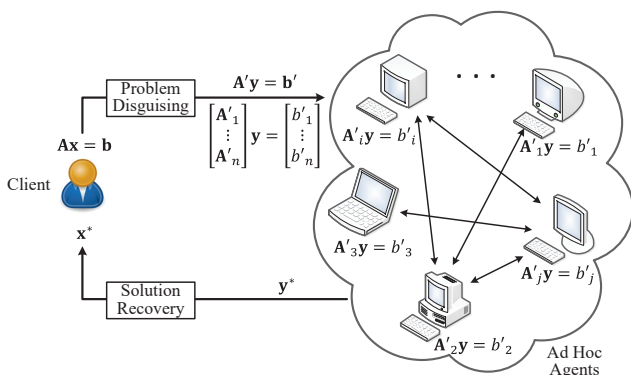 Problem
Disguising
A'y = b'
[A'₁ ⋮ A'ₙ] y = [b'₁ ⋮ b'ₙ]
Ax = b
Client
x*
Solution
Recovery
y*
. . .
A'ᵢy = b'ᵢ
A'₁y = b'₁
A'₃y = b'₃
A'ⱼy = b'ⱼ
A'₂y = b'₂
Ad Hoc
Agents